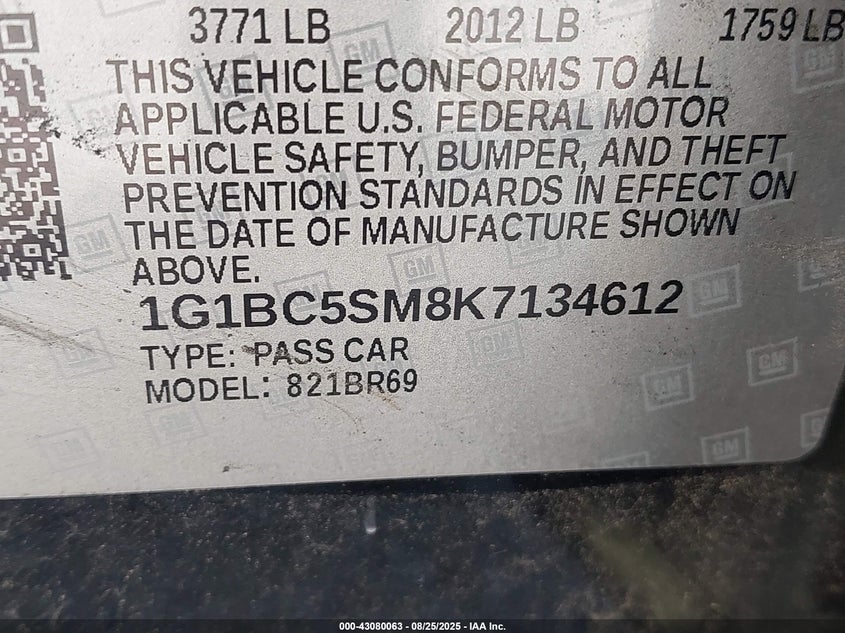 3771 LB 2012 LB 1759 LB
THIS VEHICLE CONFORMS TO ALL
APPLICABLE U.S. FEDERAL MOTOR
VEHICLE SAFETY, BUMPER, AND THEFT
PREVENTION STANDARDS IN EFFECT ON
THE DATE OF MANUFACTURE SHOWN
ABOVE.
1G1BC5SM8K7134612
TYPE: PASS CAR
MODEL: 821BR69
000-43080063 - 08/25/2025 - IAA Inc.